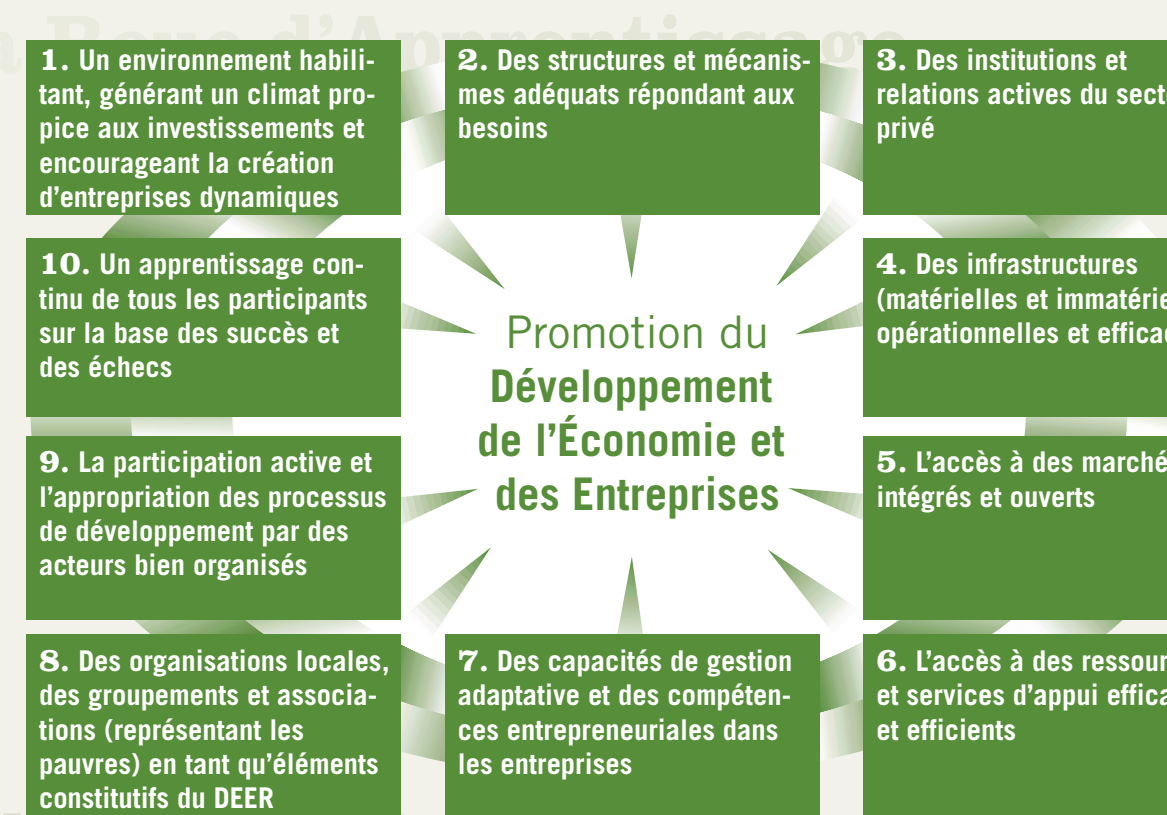 1. Un environnement habili-
tant, générant un climat pro-
pice aux investissements et
encourageant la création
d'entreprises dynamiques
2. Des structures et mécanis-
mes adéquats répondant aux
besoins
3. Des institutions et
relations actives du sect
privé
10. Un apprentissage con-
tinu de tous les participants
sur la base des succès et
des échecs
Promotion du
Développement
de l'Économie et
des Entreprises
4. Des infrastructures
(matérielles et immatérie
opérationnelles et efficac
9. La participation active et
l'appropriation des processus
de développement par des
acteurs bien organisés
5. L'accès à des marché
intégrés et ouverts
8. Des organisations locales,
des groupements et associa-
tions (représentant les
pauvres) en tant qu'éléments
constitutifs du DEER
7. Des capacités de gestion
adaptative et des compéten-
ces entrepreneuriales dans
les entreprises
6. L'accès à des ressour
et services d'appui effica
et efficients